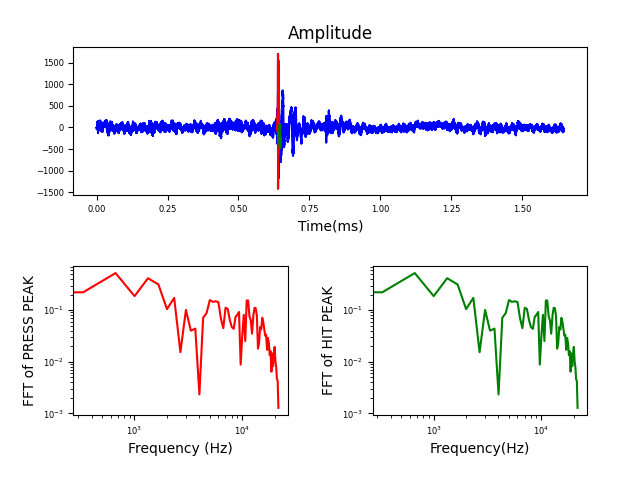 Amplitude
1500
1000
500
0
−500
−1000
−1500
0.00 0.25 0.50 0.75 1.00 1.25 1.50
Time(ms)
FFT of PRESS PEAK
10⁻¹
10⁻²
10⁻³
10³ 10⁴
Frequency (Hz)
FFT of HIT PEAK
10⁻¹
10⁻²
10⁻³
10³ 10⁴
Frequency(Hz)